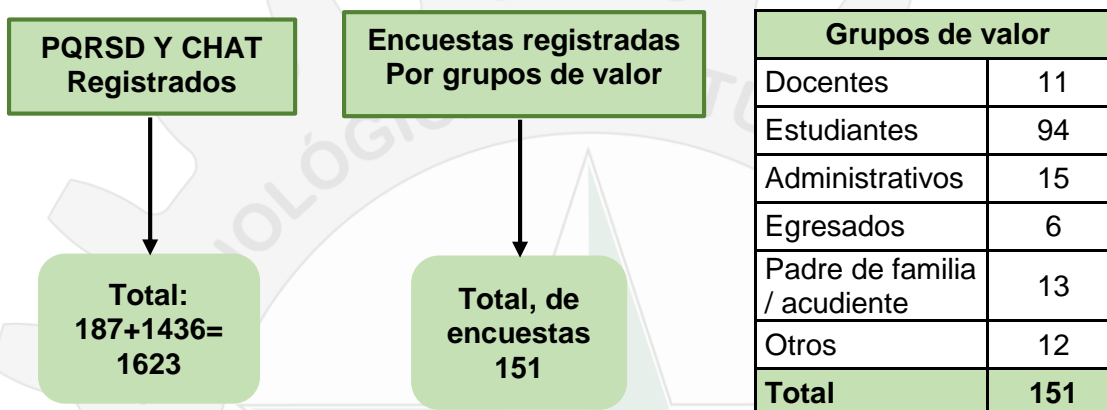 PQRSD Y CHAT
Registrados
Encuestas registradas
Por grupos de valor
Total:
187+1436=
1623
Total, de
encuestas
151
Grupos de valor
Docentes 11
Estudiantes 94
Administrativos 15
Egresados 6
Padre de familia
/ acudiente 13
Otros 12
Total 151